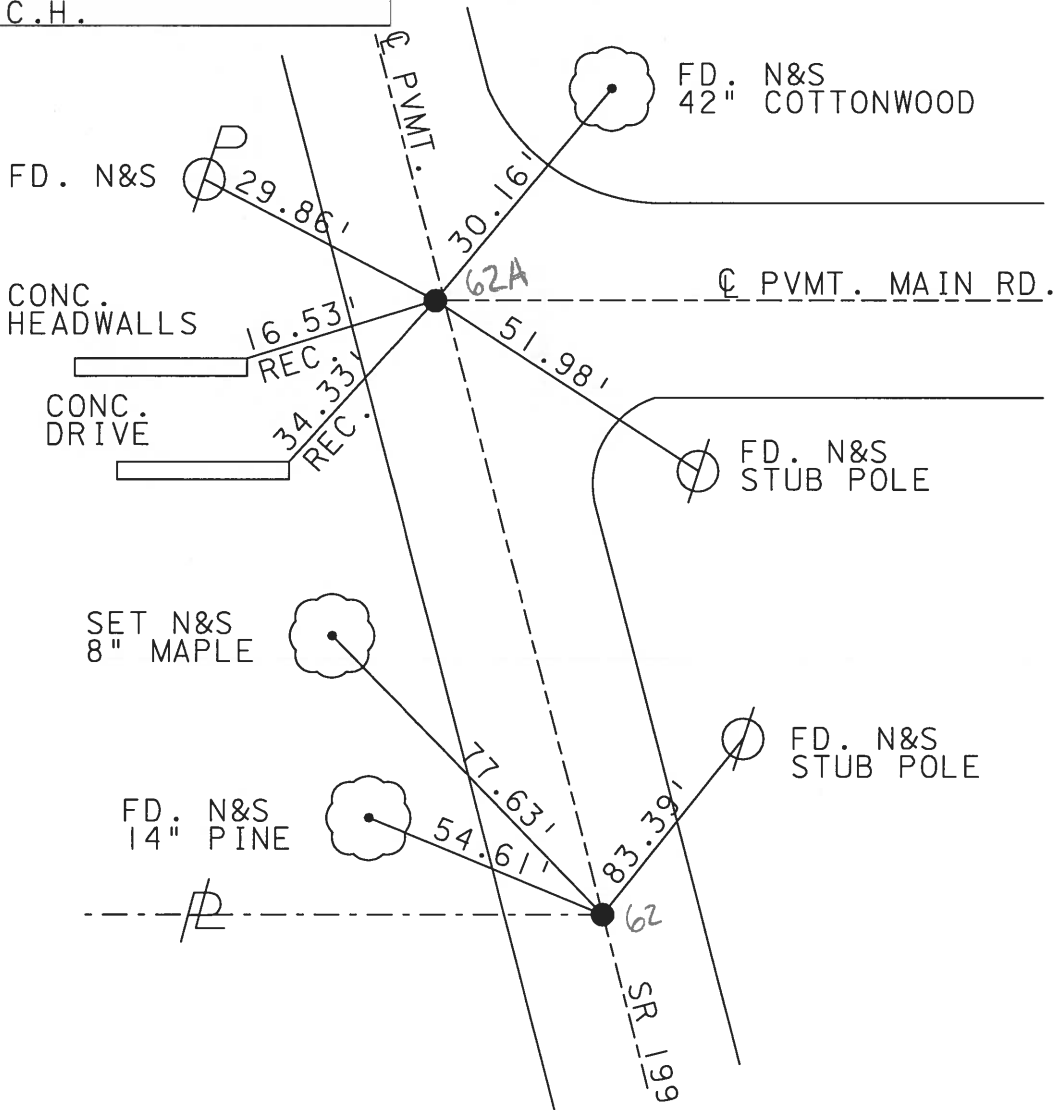 C.H.
℄ PVMT.
FD. N&S
42" COTTONWOOD
P
FD. N&S
29.86'
30.16'
62A
℄ PVMT. MAIN RD.
CONC.
HEADWALLS
16.53'
REC.
51.98'
34.33'
REC.
CONC.
DRIVE
FD. N&S
STUB POLE
SET N&S
8" MAPLE
77.63'
FD. N&S
STUB POLE
FD. N&S
14" PINE
54.61'
83.39'
PL
62
SR 199